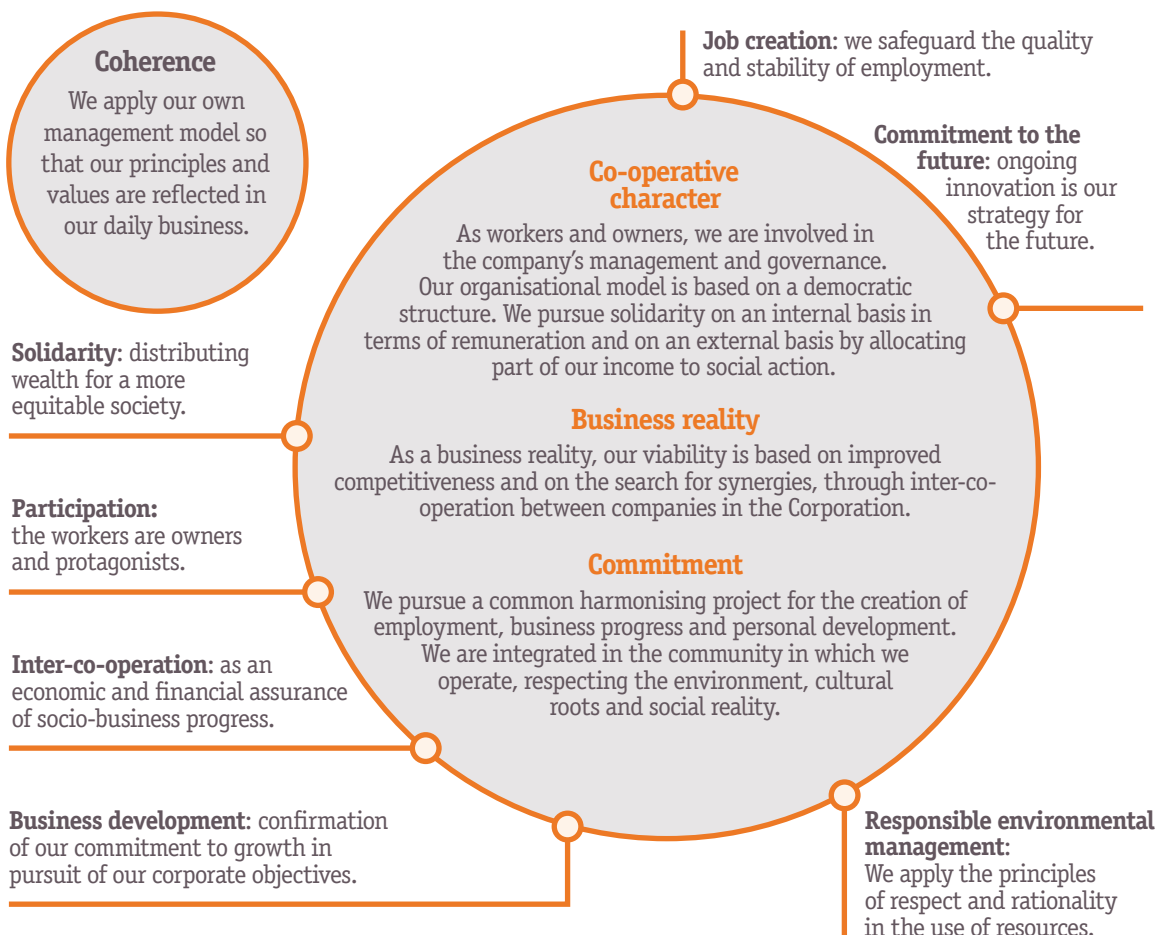 Coherence
We apply our own
management model so
that our principles and
values are reflected in
our daily business.
Job creation: we safeguard the quality
and stability of employment.
Commitment to the
future: ongoing
innovation is our
strategy for
the future.
Co-operative
character
As workers and owners, we are involved in
the company's management and governance.
Our organisational model is based on a democratic
structure. We pursue solidarity on an internal basis in
terms of remuneration and on an external basis by allocating
part of our income to social action.
Business reality
As a business reality, our viability is based on improved
competitiveness and on the search for synergies, through inter-co-
operation between companies in the Corporation.
Commitment
We pursue a common harmonising project for the creation of
employment, business progress and personal development.
We are integrated in the community in which we
operate, respecting the environment, cultural
roots and social reality.
Solidarity: distributing
wealth for a more
equitable society.
Participation:
the workers are owners
and protagonists.
Inter-co-operation: as an
economic and financial assurance
of socio-business progress.
Business development: confirmation
of our commitment to growth in
pursuit of our corporate objectives.
Responsible environmental
management:
We apply the principles
of respect and rationality
in the use of resources.